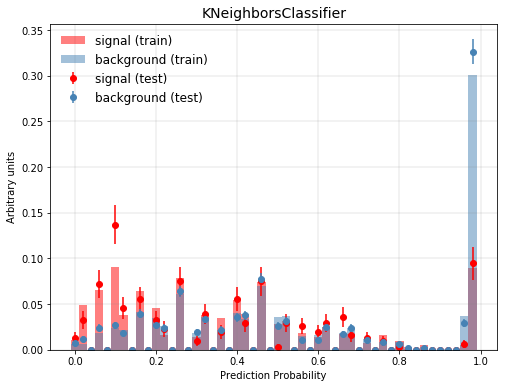 KNeighborsClassifier
signal (train)
background (train)
signal (test)
background (test)
Arbitrary units
0.35
0.30
0.25
0.20
0.15
0.10
0.05
0.00
0.0 0.2 0.4 0.6 0.8 1.0
Prediction Probability